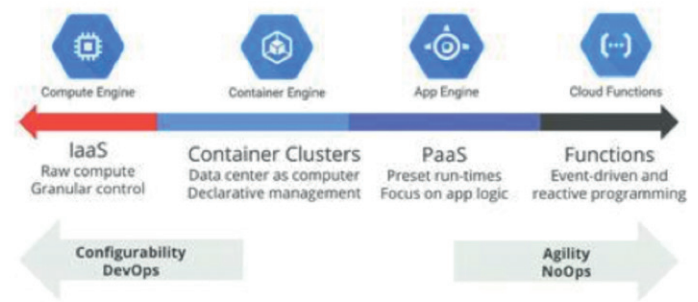 Compute Engine
Container Engine
App Engine
Cloud Functions
IaaS
Raw compute
Granular control
Container Clusters
Data center as computer
Declarative management
PaaS
Preset run-times
Focus on app logic
Functions
Event-driven and
reactive programming
Configurability
DevOps
Agility
NoOps